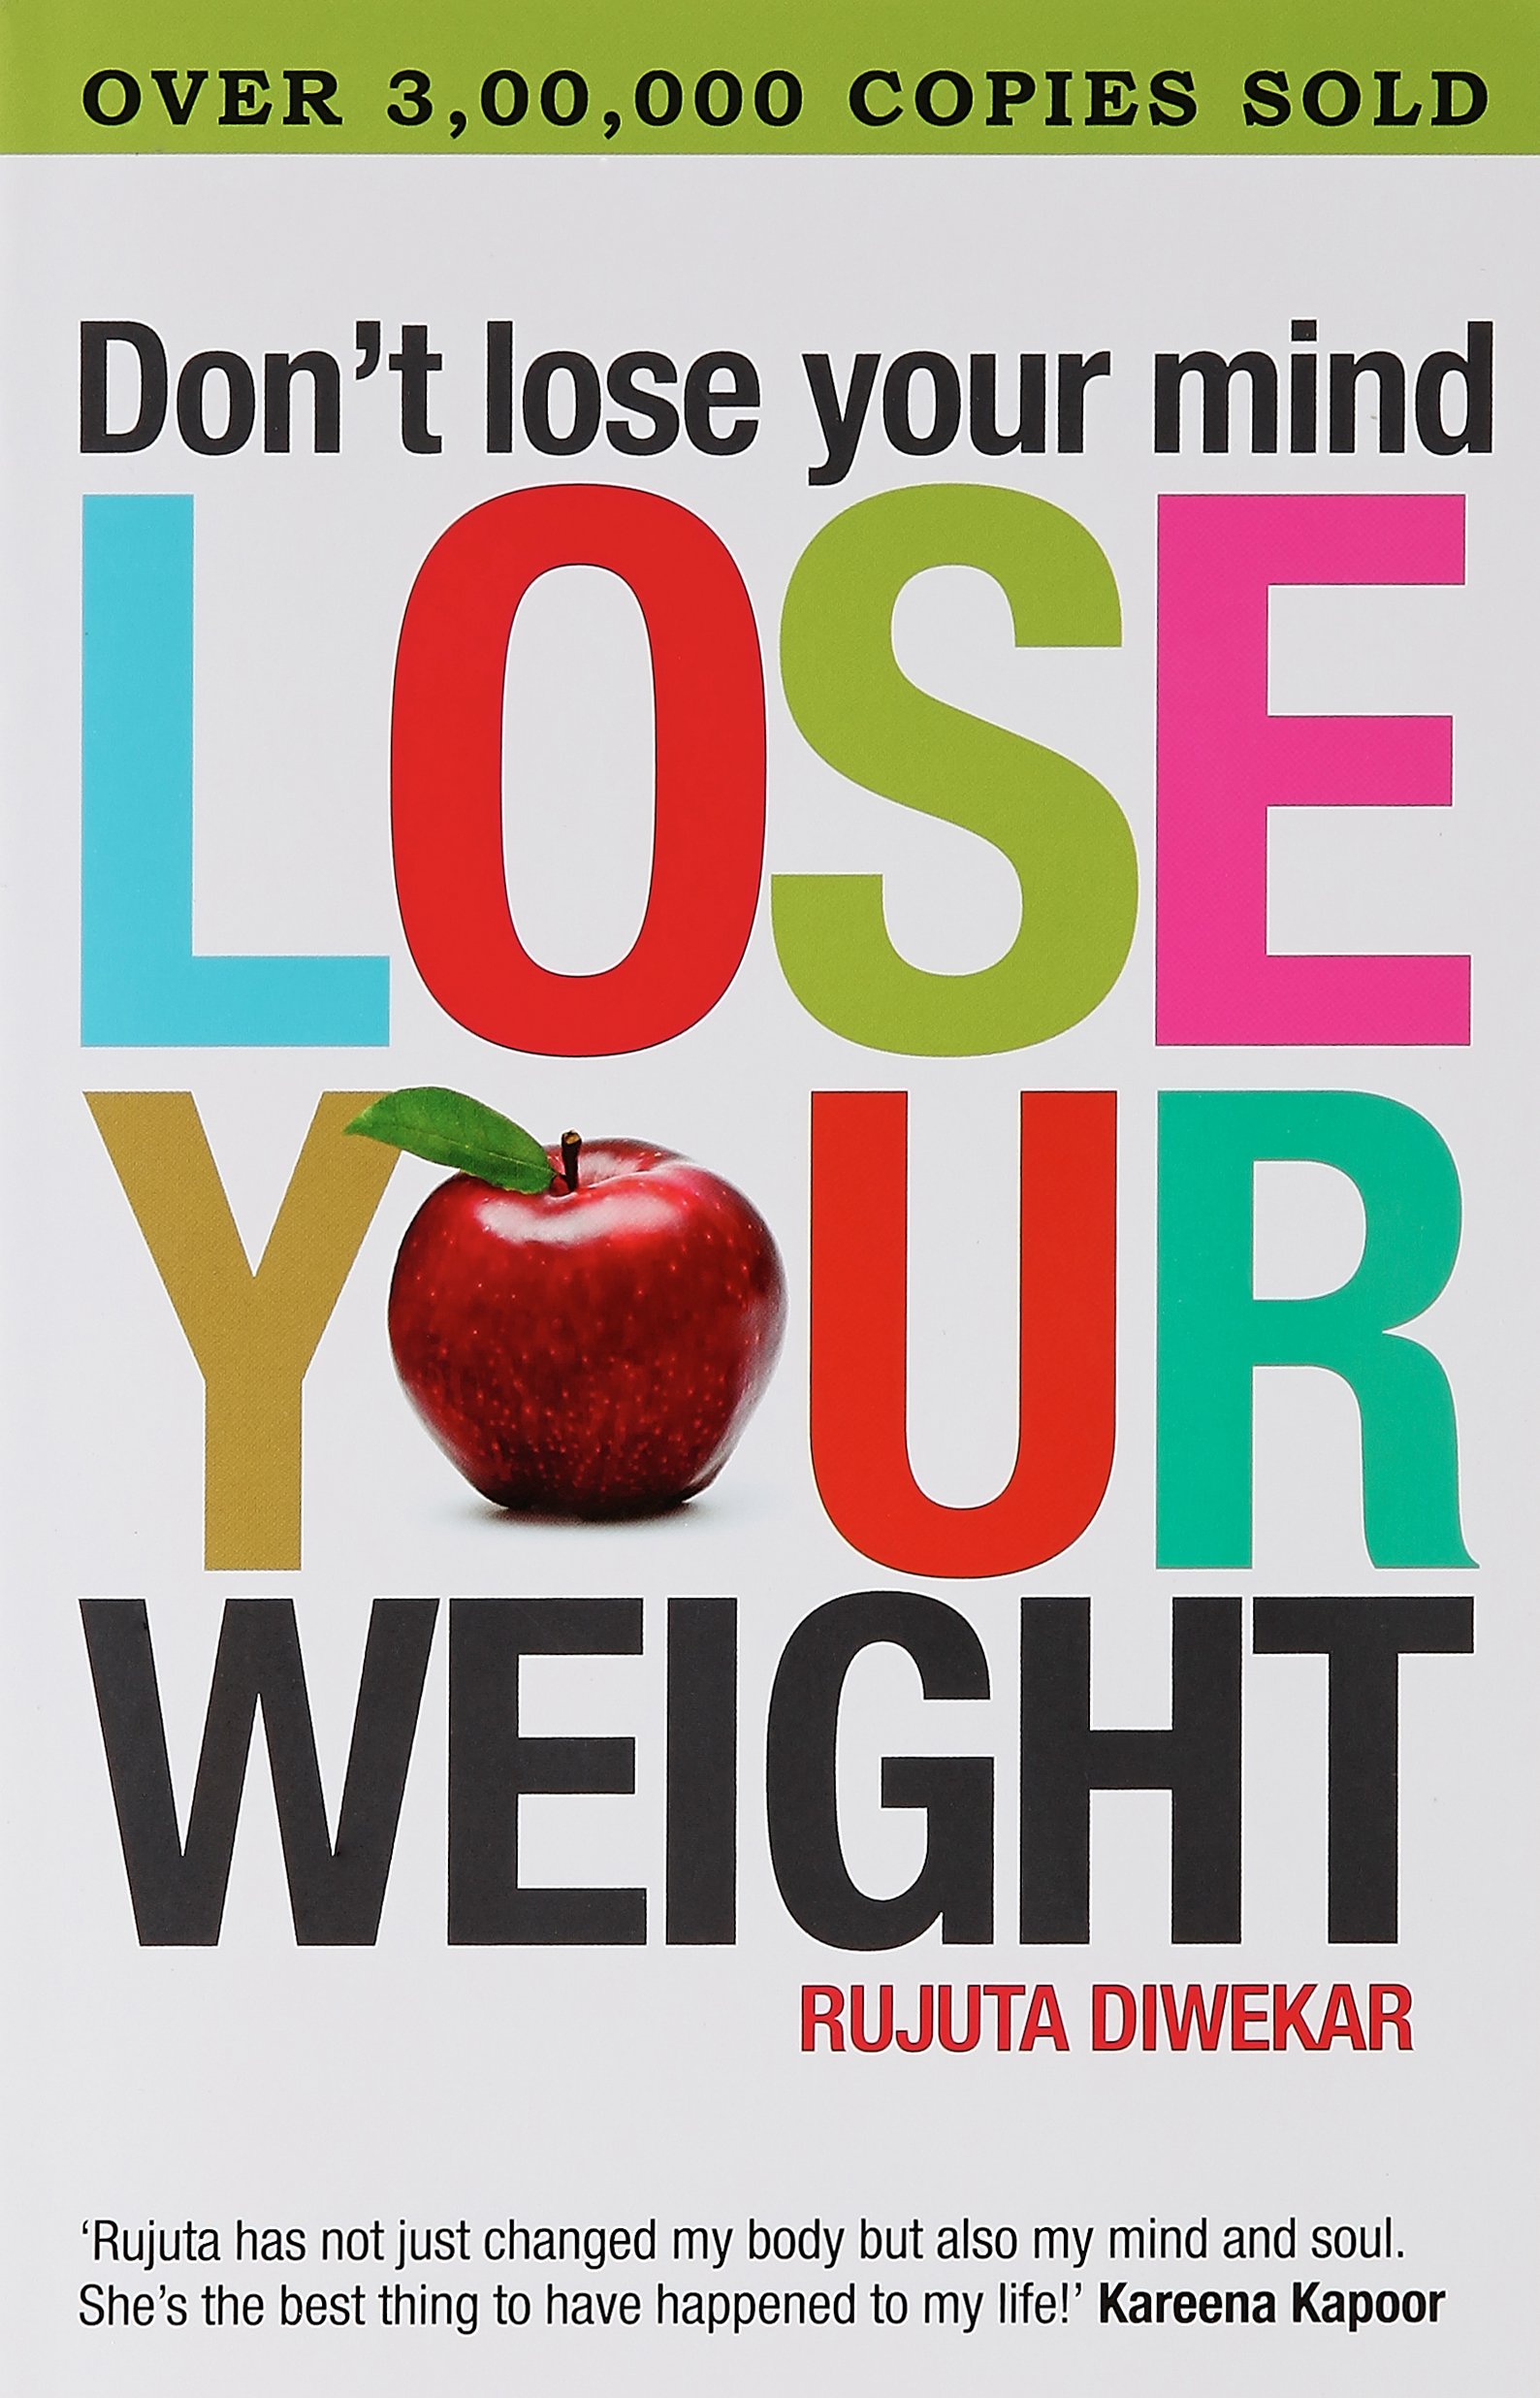 OVER 3,00,000 COPIES SOLD
Don’t lose your mind
LOSE
YOUR
WEIGHT
RUJUTA DIWEKAR
‘Rujuta has not just changed my body but also my mind and soul.
She’s the best thing to have happened to my life!’ Kareena Kapoor